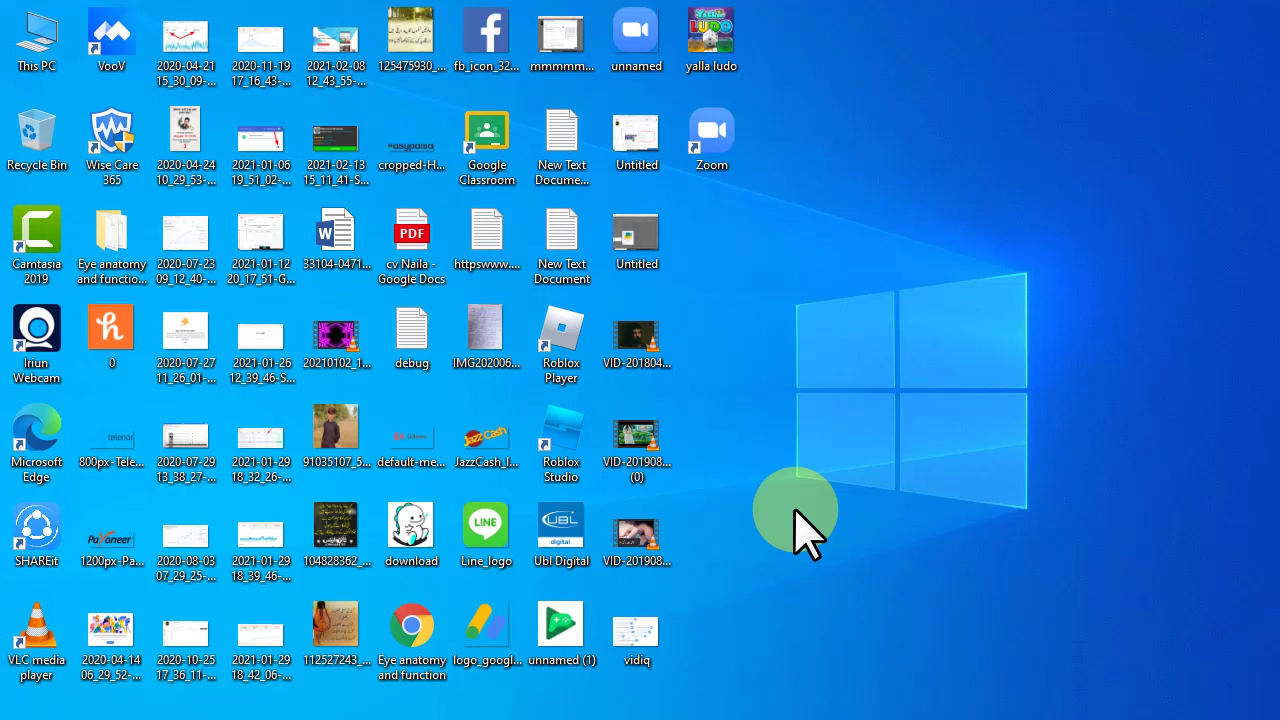 This PC
VooV
2020-04-21
15_30_09-...
2020-11-19
17_16_43-...
2021-02-08
12_43_55-...
125475930_...
fb_icon_32...
mmmmm...
unnamed
yalla ludo
Recycle Bin
Wise Care
365
2020-04-24
10_29_53-...
2021-01-06
19_51_02-...
2021-02-13
15_11_41-S...
cropped-H...
Google
Classroom
New Text
Docume...
Untitled
Zoom
Camtasia
2019
Eye anatomy
and functio...
2020-07-23
09_12_40-...
2021-01-12
20_17_51-G...
33104-0471...
PDF
cv Naila -
Google Docs
httpswww....
New Text
Document
Untitled
Iriun
Webcam
0
2020-07-27
11_26_01-...
2021-01-26
12_39_46-S...
20210102_1...
debug
IMG202006...
Roblox
Player
VID-201804...
Microsoft
Edge
telenor
800px-Tele...
2020-07-29
13_38_27-...
2021-01-29
18_32_26-...
91035107_5...
default-me...
JazzCash
JazzCash_l...
Roblox
Studio
VID-201908...
(0)
SHAREit
Payoneer
1200px-Pa...
2020-08-03
07_29_25-...
2021-01-29
18_39_46-...
104828362_...
download
LINE
Line_logo
UBL
digital
Ubl Digital
VID-201908...
VLC media
player
2020-04-14
06_29_52-...
2020-10-25
17_36_11-...
2021-01-29
18_42_06-...
112527243_...
Eye anatomy
and function
logo_googl...
unnamed (1)
vidiq